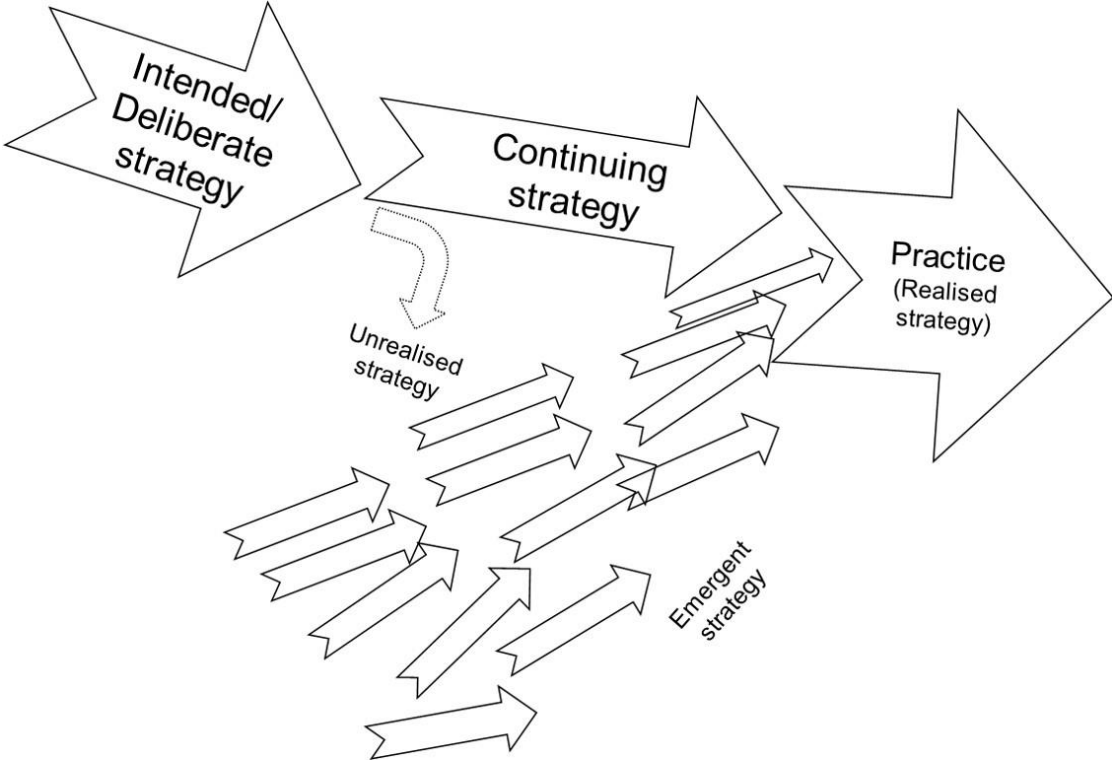 Intended/
Deliberate
strategy
Continuing
strategy
Practice
(Realised
strategy)
Unrealised
strategy
Emergent
strategy